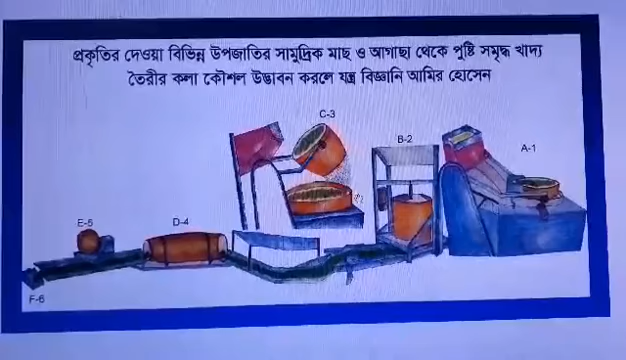 প্রকৃতির দেওয়া বিভিন্ন উপজাতির সামুদ্রিক মাছ ও আগাছা থেকে পুষ্টি সমৃদ্ধ খাদ্য
তৈরীর কলা কৌশল উদ্ভাবন করলে যন্ত্র বিজ্ঞানি আমির হোসেন
C-3
B-2
A-1
E-5
D-4
F-6